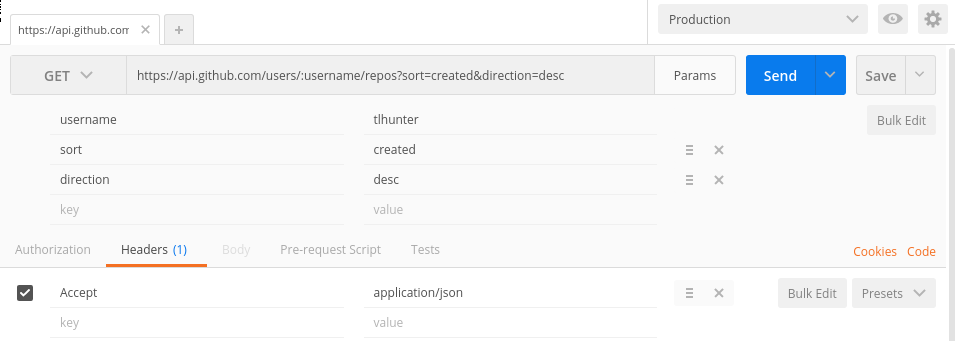 https://api.github.com
Production
GET https://api.github.com/users/:username/repos?sort=created&direction=desc Params Send Save
username tlhunter Bulk Edit
sort created
direction desc
key value
Authorization Headers (1) Body Pre-request Script Tests Cookies Code
Accept application/json Bulk Edit Presets
key value